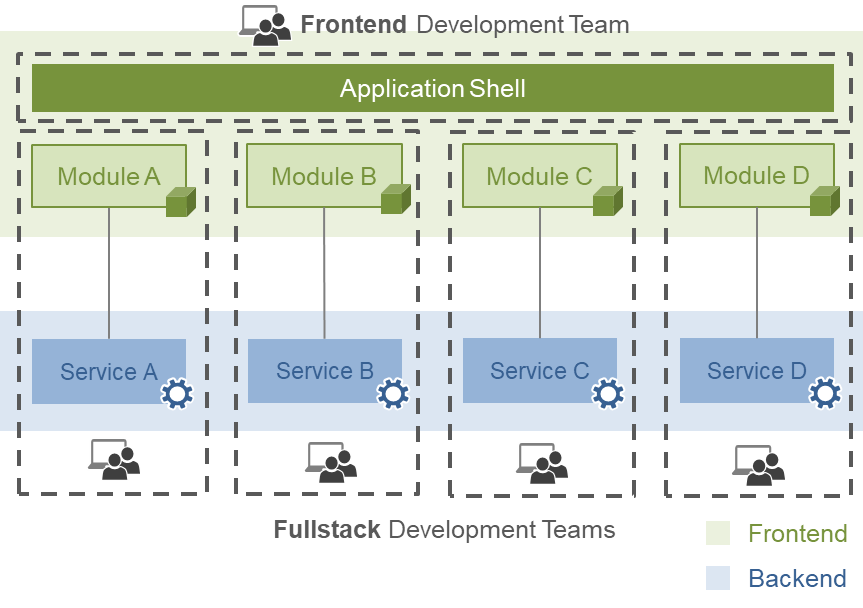 Frontend Development Team
Application Shell
Module A
Module B
Module C
Module D
Service A
Service B
Service C
Service D
Fullstack Development Teams
Frontend
Backend